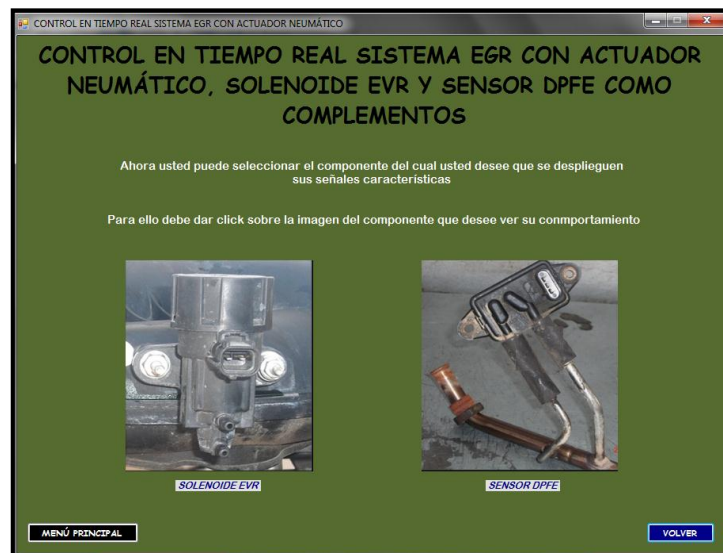 CONTROL EN TIEMPO REAL SISTEMA EGR CON ACTUADOR NEUMÁTICO
CONTROL EN TIEMPO REAL SISTEMA EGR CON ACTUADOR
NEUMÁTICO, SOLENOIDE EVR Y SENSOR DPFE COMO
COMPLEMENTOS
Ahora usted puede seleccionar el componente del cual usted desee que se desplieguen
sus señales características
Para ello debe dar click sobre la imagen del componente que desee ver su conmportamiento
SOLENOIDE EVR
SENSOR DPFE
MENÚ PRINCIPAL
VOLVER